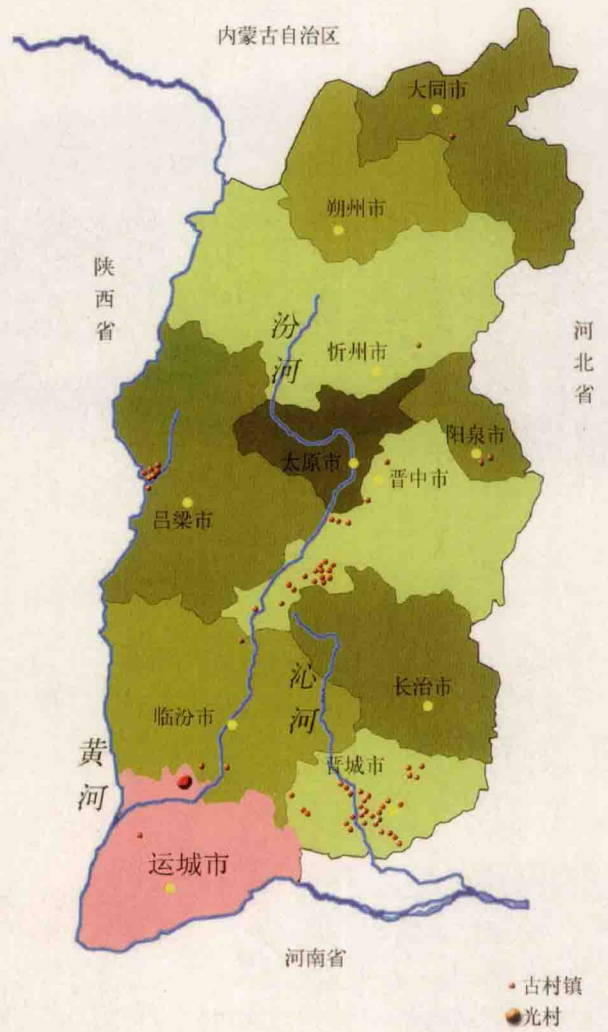 内蒙古自治区
大同市
朔州市
陕西省
汾河
忻州市
河北省
阳泉市
太原市
晋中市
吕梁市
沁河
长治市
临汾市
黄河
晋城市
运城市
河南省
古村镇
光村